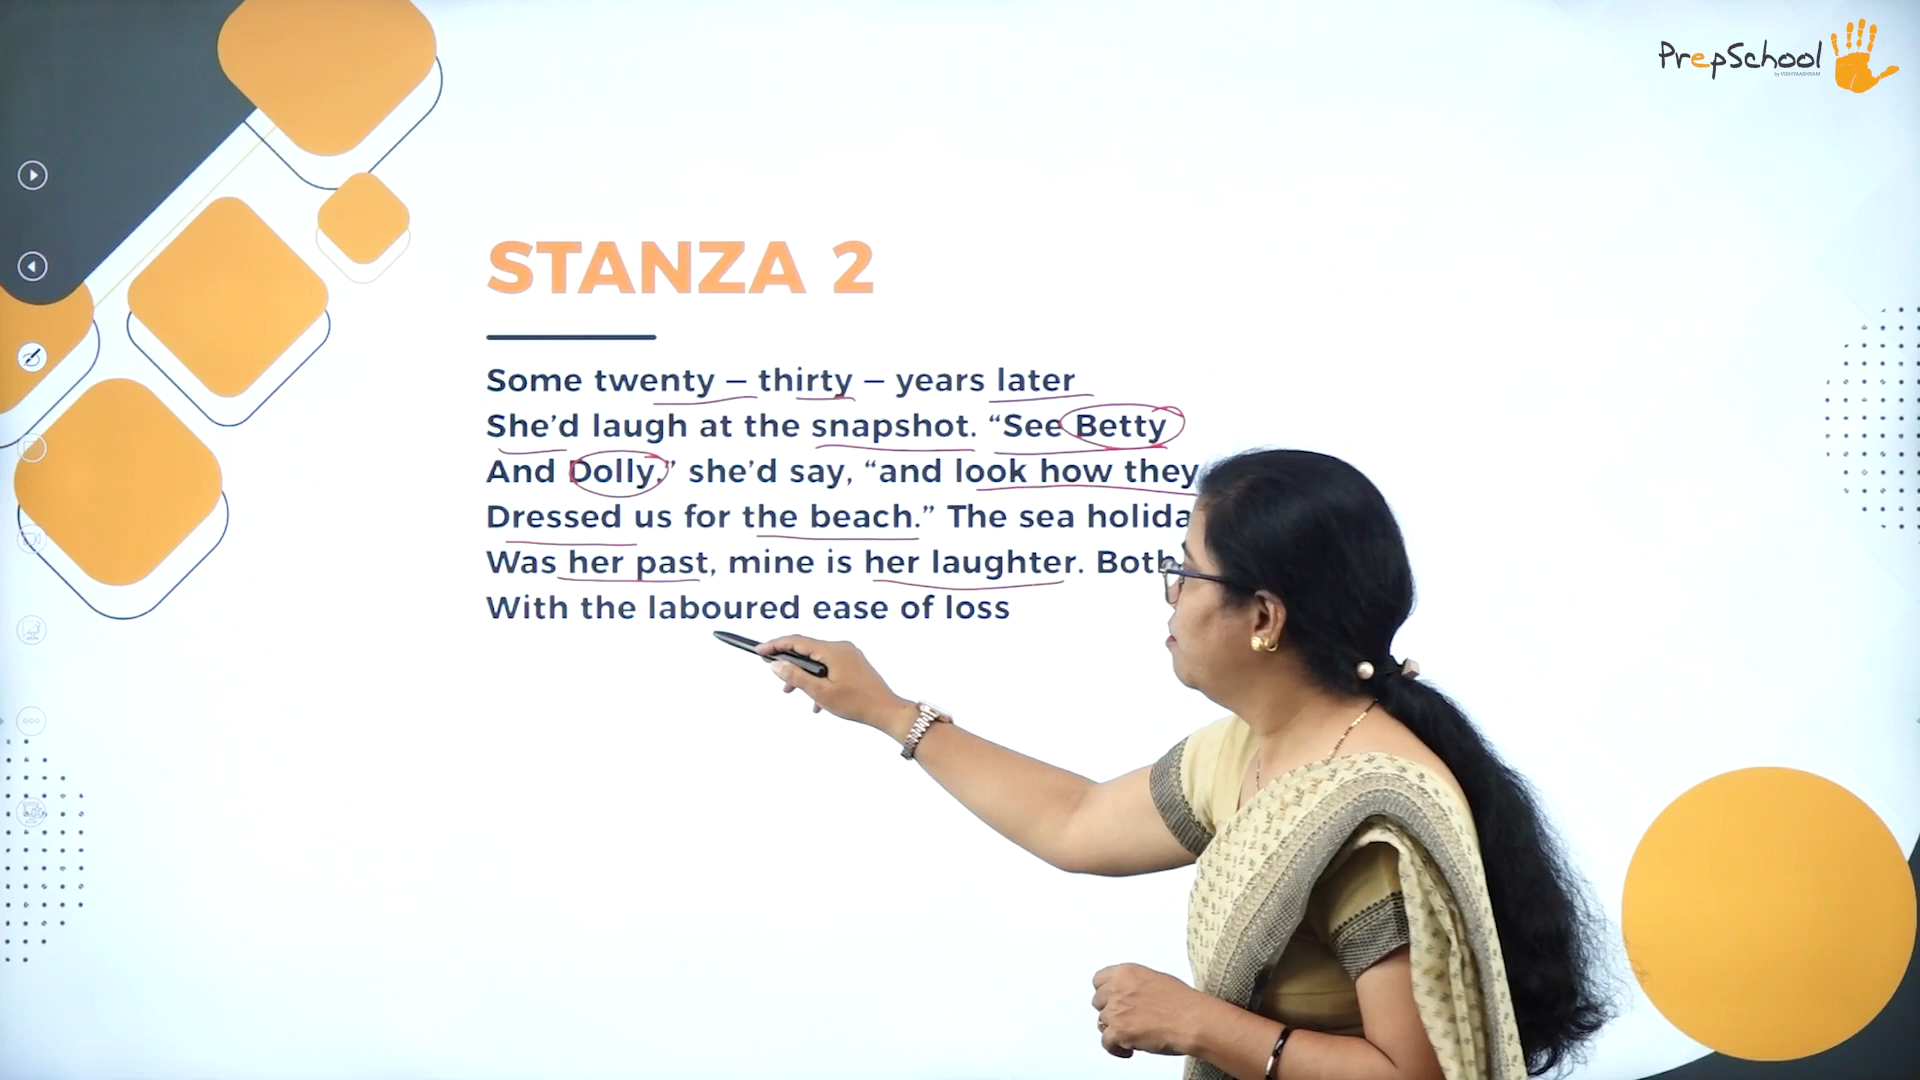 PrepSchool
by VIDHYAASHRAM
STANZA 2
Some twenty – thirty – years later
She’d laugh at the snapshot. “See Betty
And Dolly,” she’d say, “and look how they
Dressed us for the beach.” The sea
Was her past, mine is her laughter. Both
With the laboured ease of loss